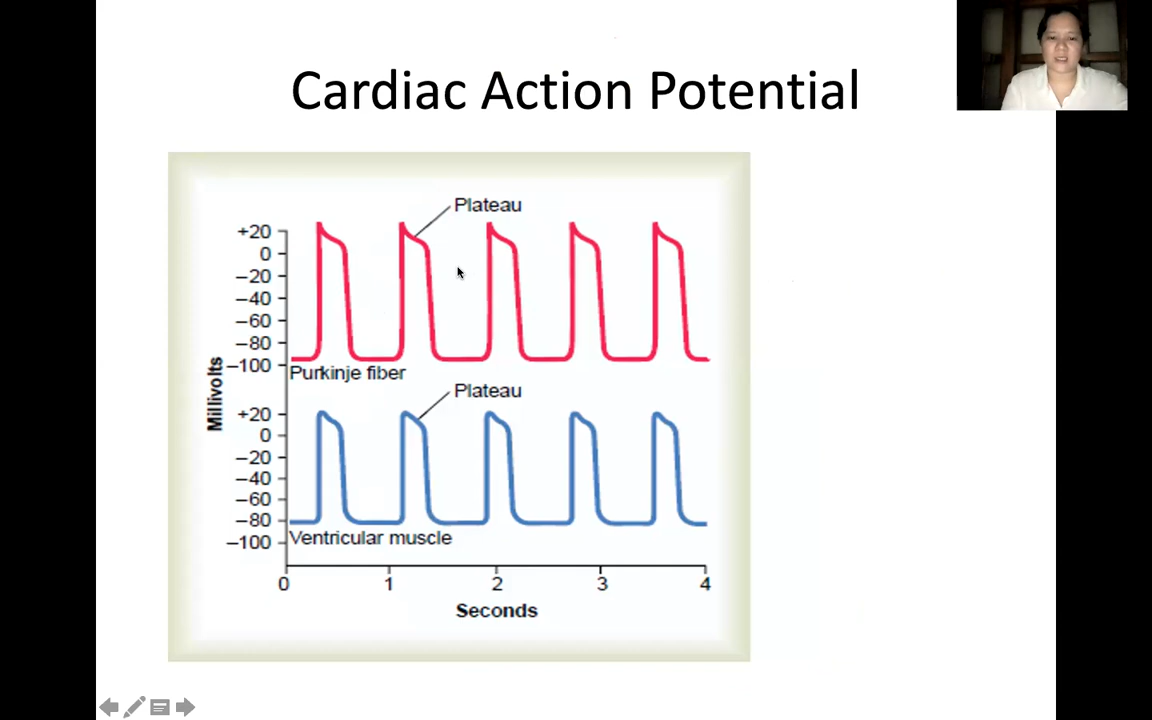 Cardiac Action Potential
Plateau
+20
0
−20
−40
−60
−80
−100
Purkinje fiber
Plateau
Millivolts
+20
0
−20
−40
−60
−80
−100
Ventricular muscle
0 1 2 3 4
Seconds